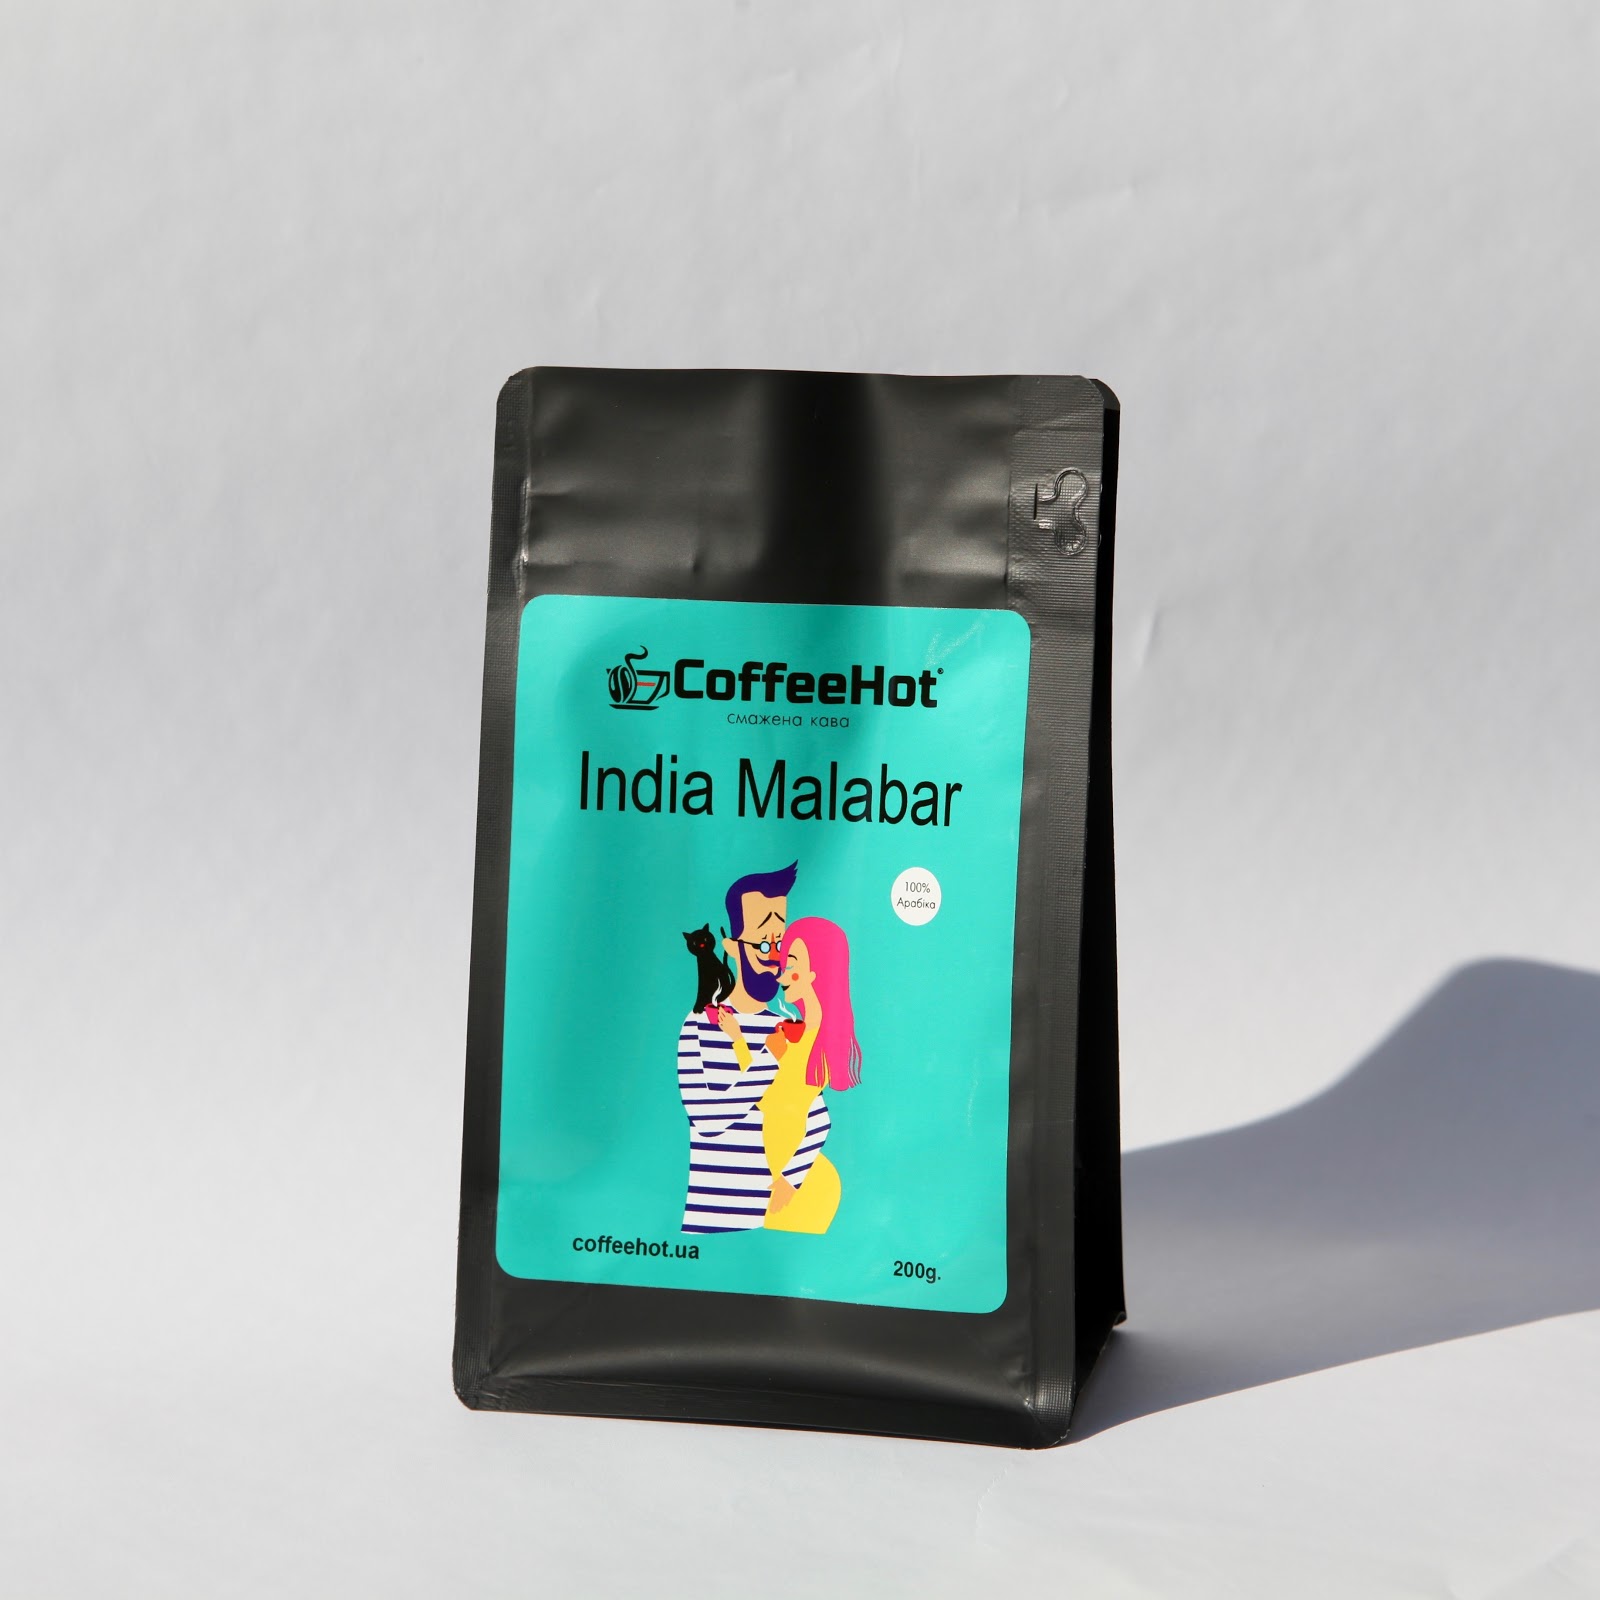 CoffeeHot®
смажена кава
India Malabar
100%
Арабіка
coffeehot.ua
200g.